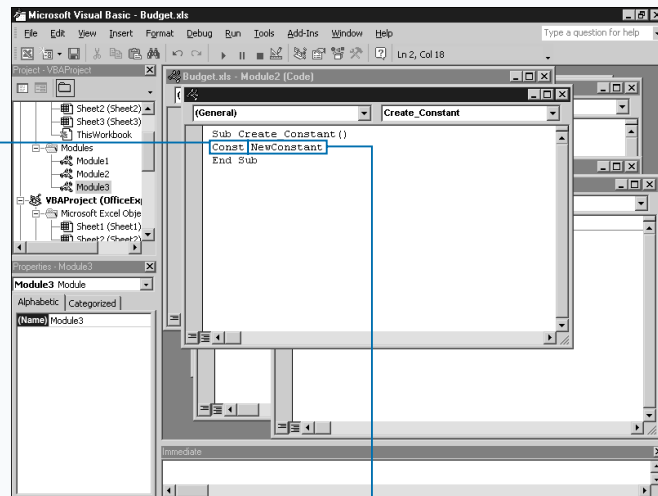 Microsoft Visual Basic - Budget.xls
File Edit View Insert Format Debug Run Tools Add-Ins Window Help
Type a question for help
Ln 2, Col 18
Project - VBAProject
Sheet2 (Sheet2)
Sheet3 (Sheet3)
ThisWorkbook
Modules
Module1
Module2
Module3
VBAProject (OfficeEx
Microsoft Excel Obje
Sheet1 (Sheet1)
Sheet2 (Sheet2)
Properties - Module3
Module3 Module
Alphabetic Categorized
(Name) Module3
Budget.xls - Module2 (Code)
(General) Create_Constant
Sub Create_Constant()
Const NewConstant
End Sub
Immediate